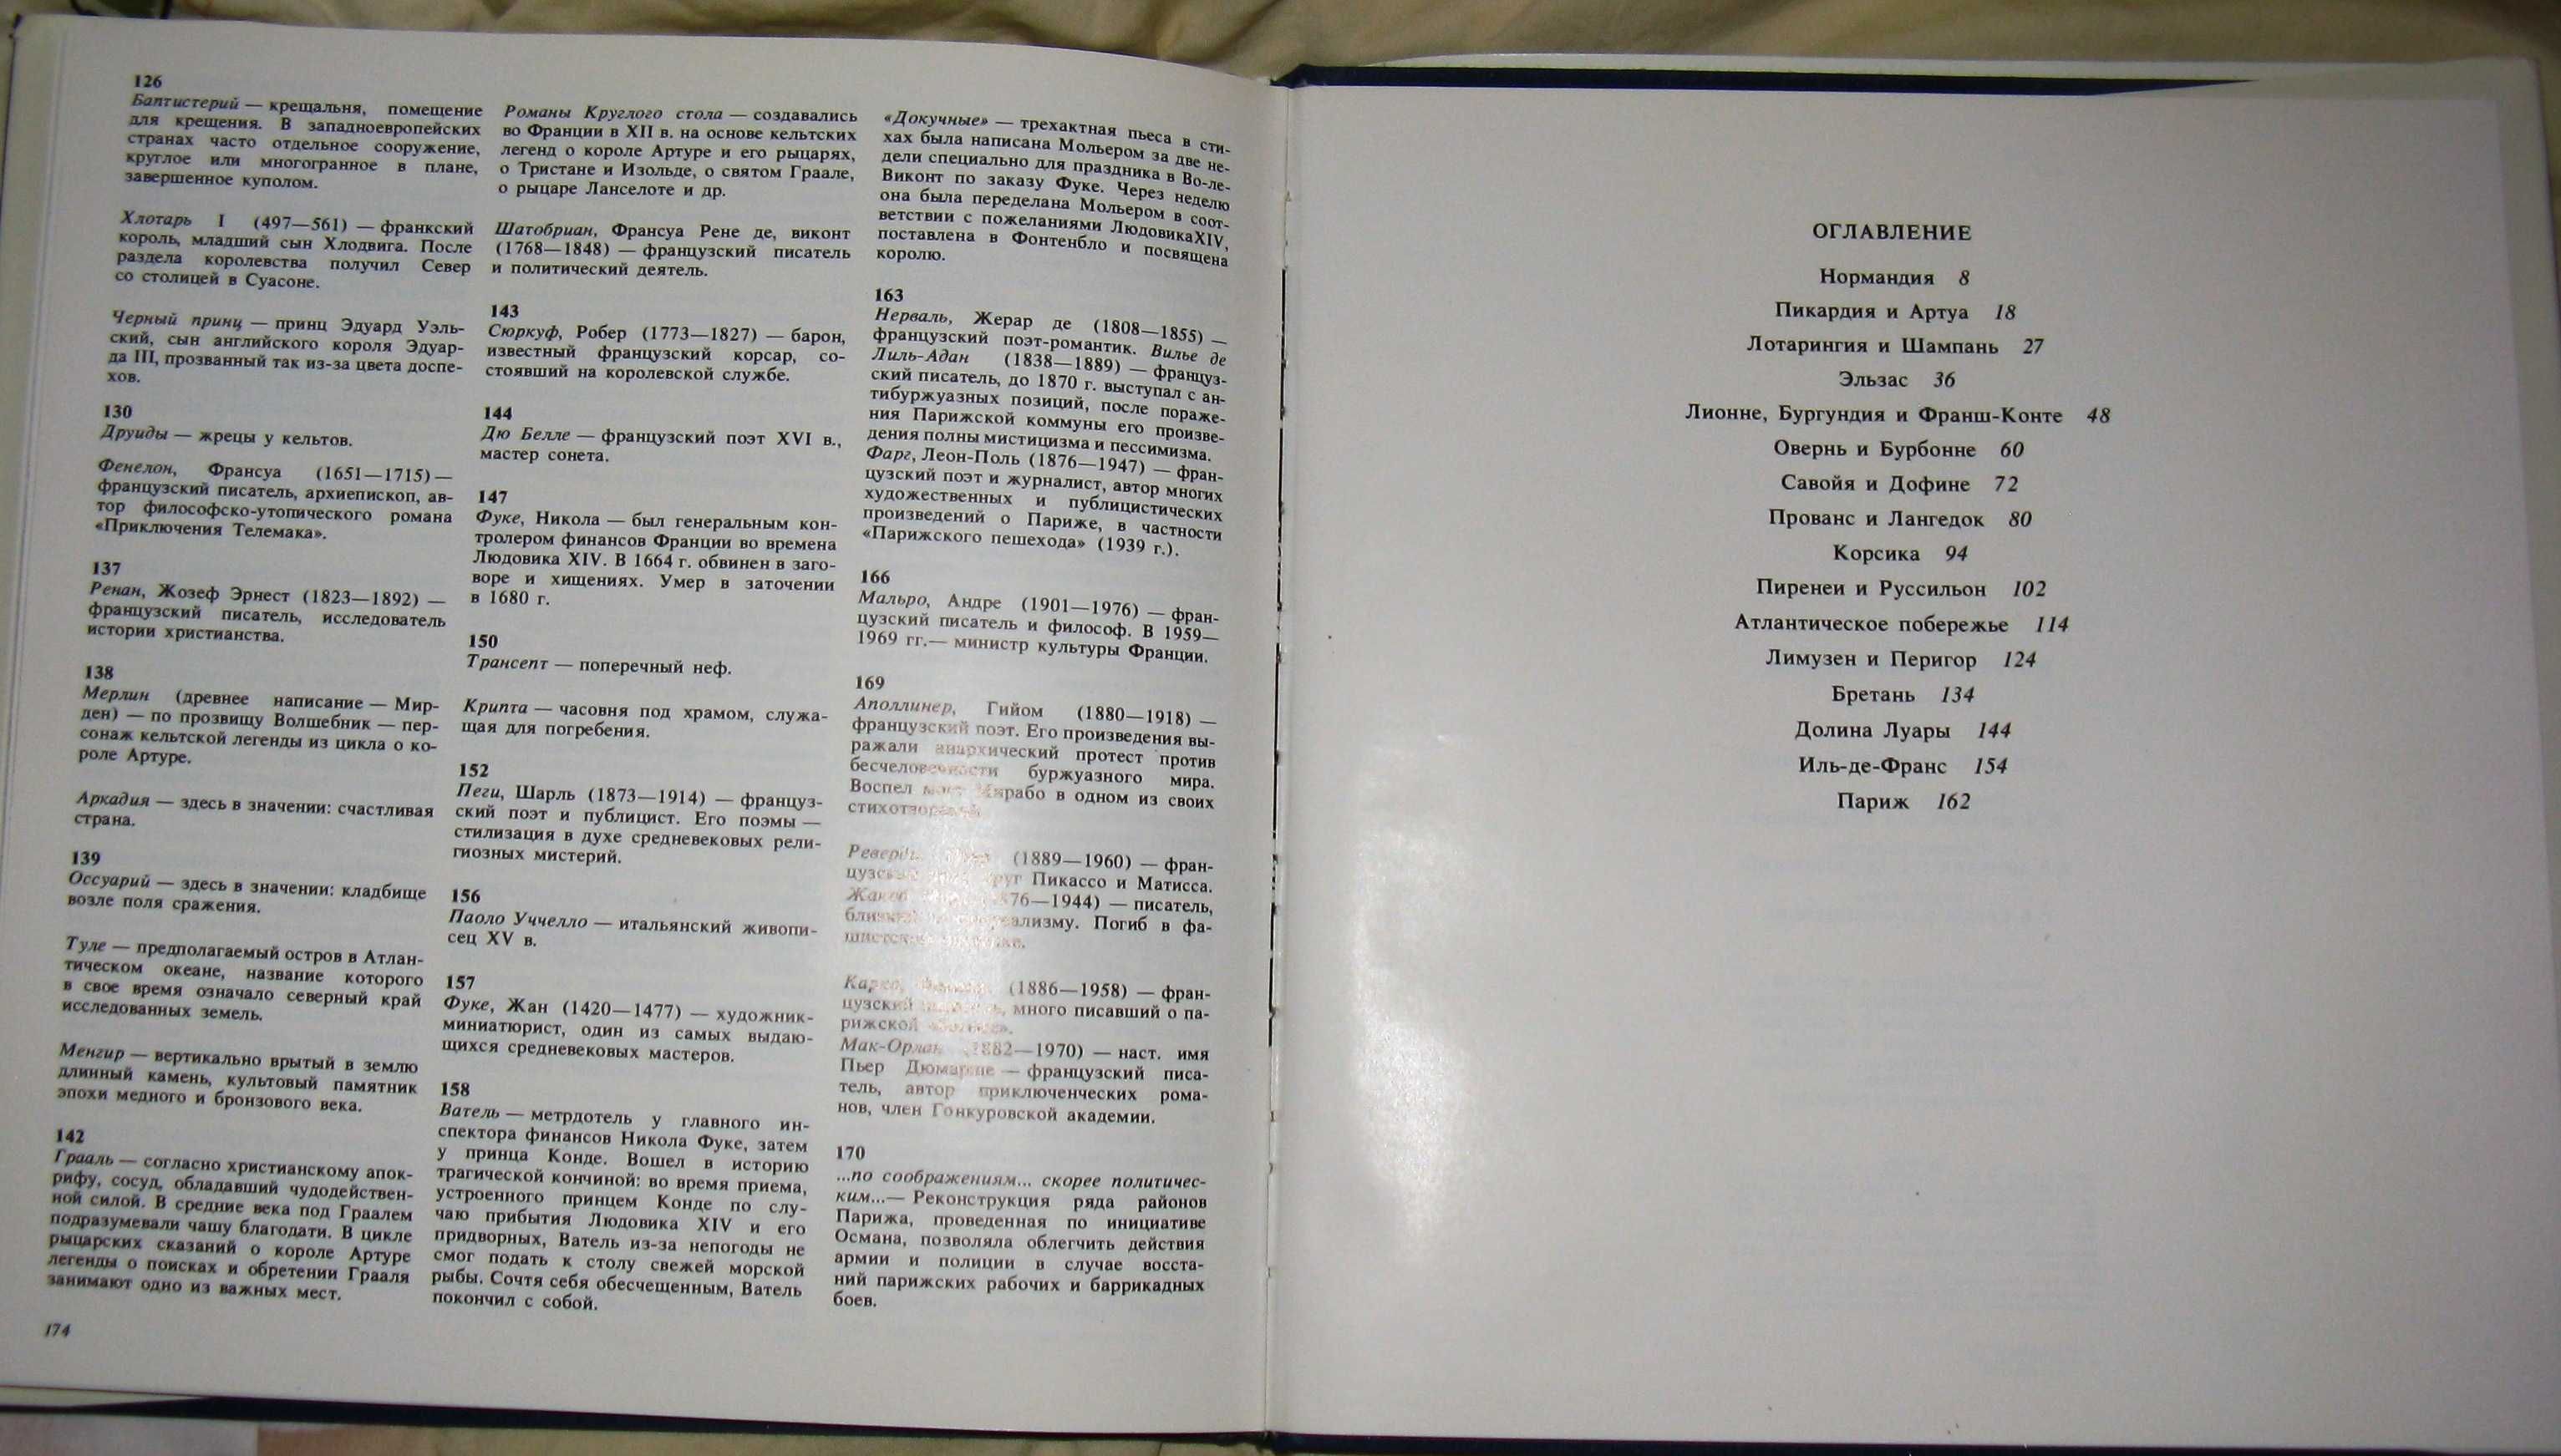 126
Баптистерий — крещальня, помещение
для крещения. В западноевропейских
странах часто отдельное сооружение,
круглое или многогранное в плане,
завершенное куполом.
Хлотарь I (497—561) — франкский
король, младший сын Хлодвига. После
раздела королевства получил Север
со столицей в Суасоне.
Черный принц — принц Эдуард Уэль-
ский, сын английского короля Эдуар-
да III, прозванный так из-за цвета доспе-
хов.
130
Друиды — жрецы у кельтов.
Фенелон, Франсуа (1651—1715) —
французский писатель, архиепископ, ав-
тор философско-утопического романа
«Приключения Телемака».
137
Ренан, Жозеф Эрнест (1823—1892) —
французский писатель, исследователь
истории христианства.
138
Мерлин (древнее написание — Мир-
ден) — по прозвищу Волшебник — пер-
сонаж кельтской легенды из цикла о ко-
роле Артуре.
Аркадия — здесь в значении: счастливая
страна.
139
Оссуарий — здесь в значении: кладбище
возле поля сражения.
Туле — предполагаемый остров в Атлан-
тическом океане, название которого
в свое время означало северный край
исследованных земель.
Менгир — вертикально врытый в землю
длинный камень, культовый памятник
эпохи медного и бронзового века.
142
Грааль — согласно христианскому апок-
рифу, сосуд, обладавший чудодействен-
ной силой. В средние века под Граалем
подразумевали чашу благодати. В цикле
рыцарских сказаний о короле Артуре
легенды о поисках и обретении Грааля
занимают одно из важных мест.
174
Романы Круглого стола — создавались
во Франции в XII в. на основе кельтских
легенд о короле Артуре и его рыцарях,
о Тристане и Изольде, о святом Граале,
о рыцаре Ланселоте и др.
Шатобриан, Франсуа Рене де, виконт
(1768—1848) — французский писатель
и политический деятель.
143
Сюркуф, Робер (1773—1827) — барон,
известный французский корсар, со-
стоявший на королевской службе.
144
Дю Белле — французский поэт XVI в.,
мастер сонета.
147
Фуке, Никола — был генеральным кон-
тролером финансов Франции во времена
Людовика XIV. В 1664 г. обвинен в заго-
воре и хищениях. Умер в заточении
в 1680 г.
150
Трансепт — поперечный неф.
Крипта — часовня под храмом, служа-
щая для погребения.
152
Пеги, Шарль (1873—1914) — француз-
ский поэт и публицист. Его поэмы —
стилизация в духе средневековых рели-
гиозных мистерий.
156
Паоло Уччелло — итальянский живопи-
сец XV в.
157
Фуке, Жан (1420—1477) — художник-
миниатюрист, один из самых выдаю-
щихся средневековых мастеров.
158
Ватель — метрдотель у главного ин-
спектора финансов Никола Фуке, затем
у принца Конде. Вошел в историю
трагической кончиной: во время приема,
устроенного принцем Конде по слу-
чаю прибытия Людовика XIV и его
придворных, Ватель из-за непогоды не
смог подать к столу свежей морской
рыбы. Сочтя себя обесчещенным, Ватель
покончил с собой.
«Докучные» — трехактная пьеса в сти-
хах была написана Мольером за две не-
дели специально для праздника в Во-ле-
Виконт по заказу Фуке. Через неделю
она была переделана Мольером в соот-
ветствии с пожеланиями ЛюдовикаXIV,
поставлена в Фонтенбло и посвящена
королю.
163
Нерваль, Жерар де (1808—1855) —
французский поэт-романтик. Вилье де
Лиль-Адан (1838—1889) — француз-
ский писатель, до 1870 г. выступал с ан-
тибуржуазных позиций, после пораже-
ния Парижской коммуны его произве-
дения полны мистицизма и пессимизма.
Фарг, Леон-Поль (1876—1947) — фран-
цузский поэт и журналист, автор многих
художественных и публицистических
произведений о Париже, в частности
«Парижского пешехода» (1939 г.).
166
Мальро, Андре (1901—1976) — фран-
цузский писатель и философ. В 1959—
1969 гг.— министр культуры Франции.
169
Аполлинер, Гийом (1880—1918) —
французский поэт. Его произведения вы-
ражали анархический протест против
бесчеловечности буржуазного мира.
Воспел мост Мирабо в одном из своих
стихотворений.
(1889—1960) — фран-
Пикассо и Матисса.
1944) — писатель,
Погиб в фа-
(1886—1958) — фран-
цузский много писавший о па-
рижской
Мак-Орлан (1882—1970) — наст. имя
Пьер Дюмарше — французский писа-
тель, автор приключенческих рома-
нов, член Гонкуровской академии.
170
...по соображениям... скорее политичес-
ким...— Реконструкция ряда районов
Парижа, проведенная по инициативе
Османа, позволяла облегчить действия
армии и полиции в случае восста-
ний парижских рабочих и баррикадных
боев.
ОГЛАВЛЕНИЕ
Нормандия 8
Пикардия и Артуа 18
Лотарингия и Шампань 27
Эльзас 36
Лионне, Бургундия и Франш-Конте 48
Овернь и Бурбонне 60
Савойя и Дофине 72
Прованс и Лангедок 80
Корсика 94
Пиренеи и Руссильон 102
Атлантическое побережье 114
Лимузен и Перигор 124
Бретань 134
Долина Луары 144
Иль-де-Франс 154
Париж 162